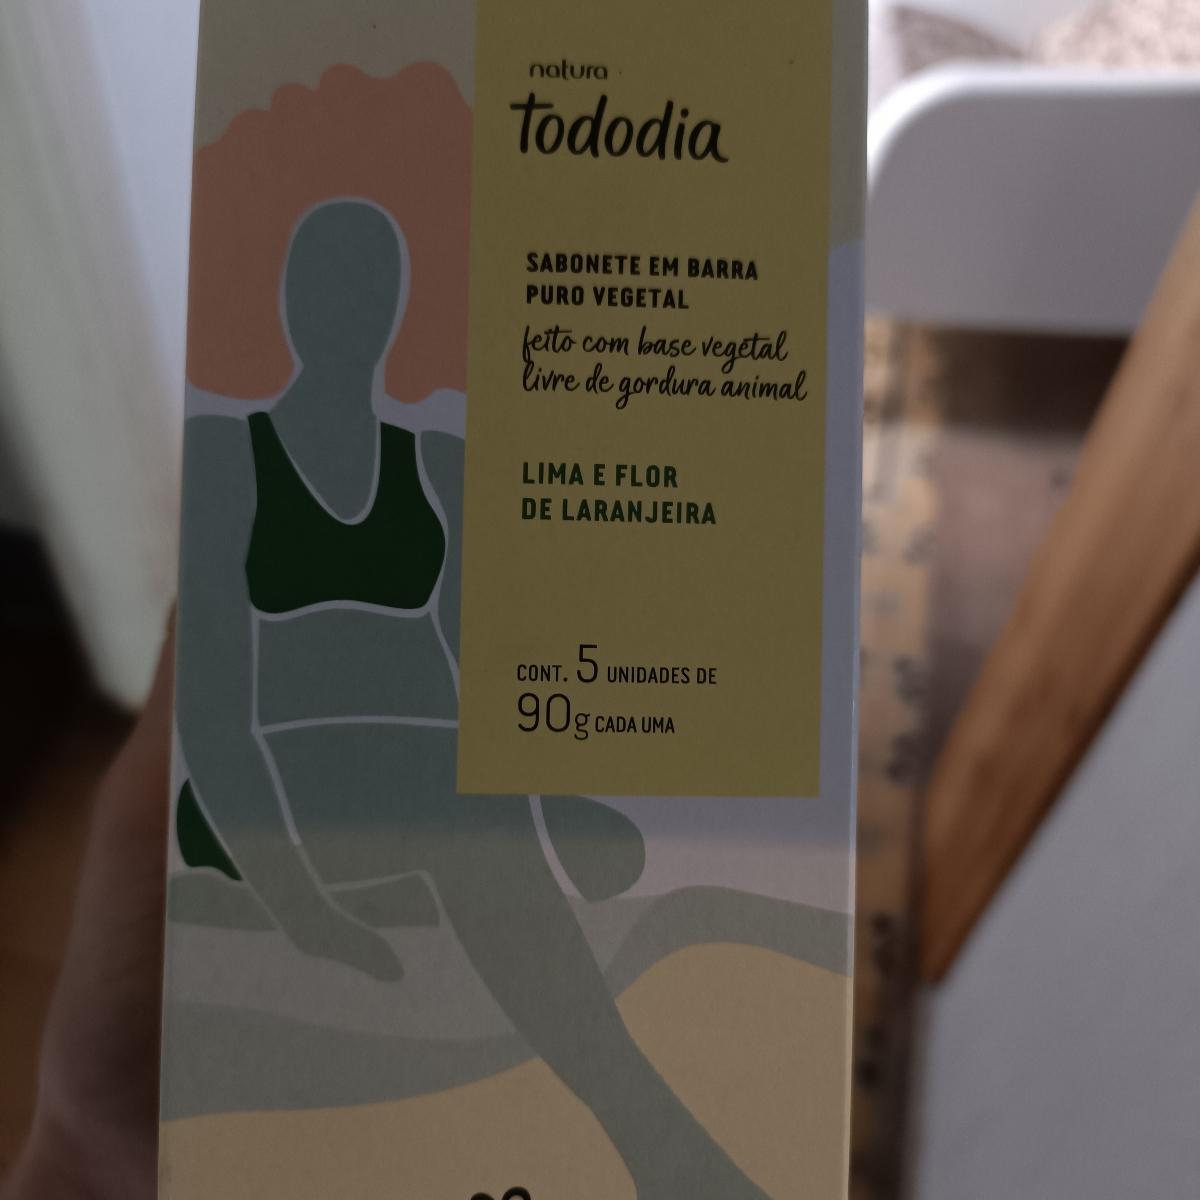 natura
tododia
SABONETE EM BARRA
PURO VEGETAL
feito com base vegetal
livre de gordura animal
LIMA E FLOR
DE LARANJEIRA
CONT. 5 UNIDADES DE
90g CADA UMA